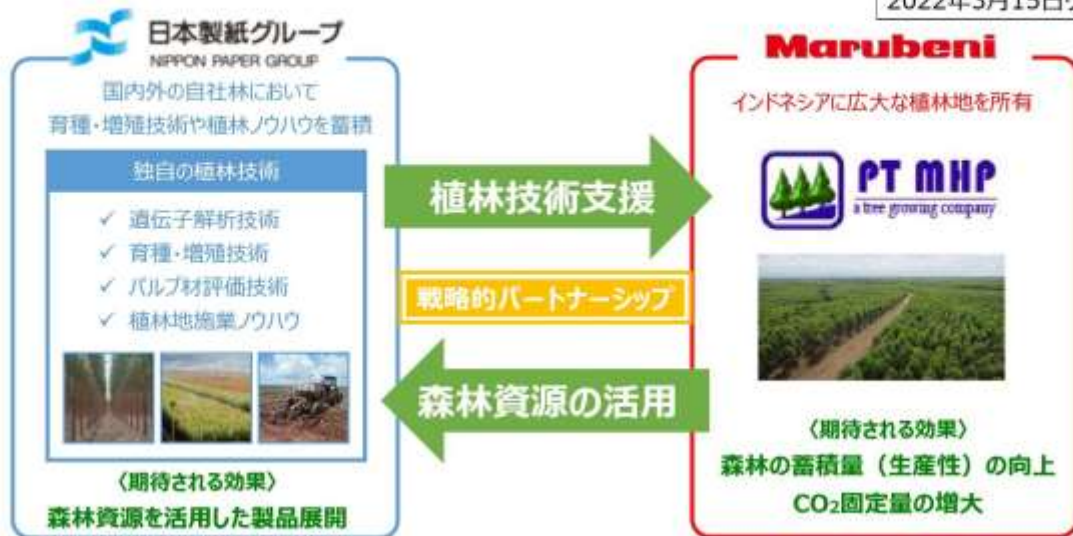 2022年3月15日
日本製紙グループ
NIPPON PAPER GROUP
国内外の自社林において
育種・増殖技術や植林ノウハウを蓄積
独自の植林技術
✓ 遺伝子解析技術
✓ 育種・増殖技術
✓ パルプ材評価技術
✓ 植林地施業ノウハウ
〈期待される効果〉
森林資源を活用した製品展開
植林技術支援
戦略的パートナーシップ
森林資源の活用
Marubeni
インドネシアに広大な植林地を所有
PT MHP
a tree growing company
〈期待される効果〉
森林の蓄積量（生産性）の向上
CO₂固定量の増大